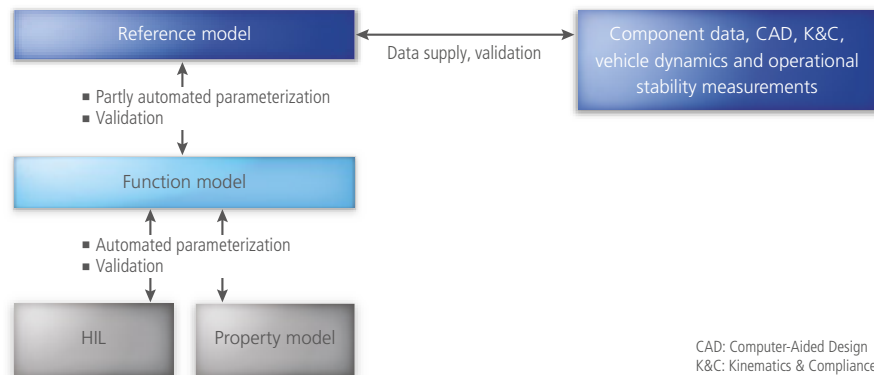 Reference model
Data supply, validation
Component data, CAD, K&C,
vehicle dynamics and operational
stability measurements
■ Partly automated parameterization
■ Validation
Function model
■ Automated parameterization
■ Validation
HIL
Property model
CAD: Computer-Aided Design
K&C: Kinematics & Compliance